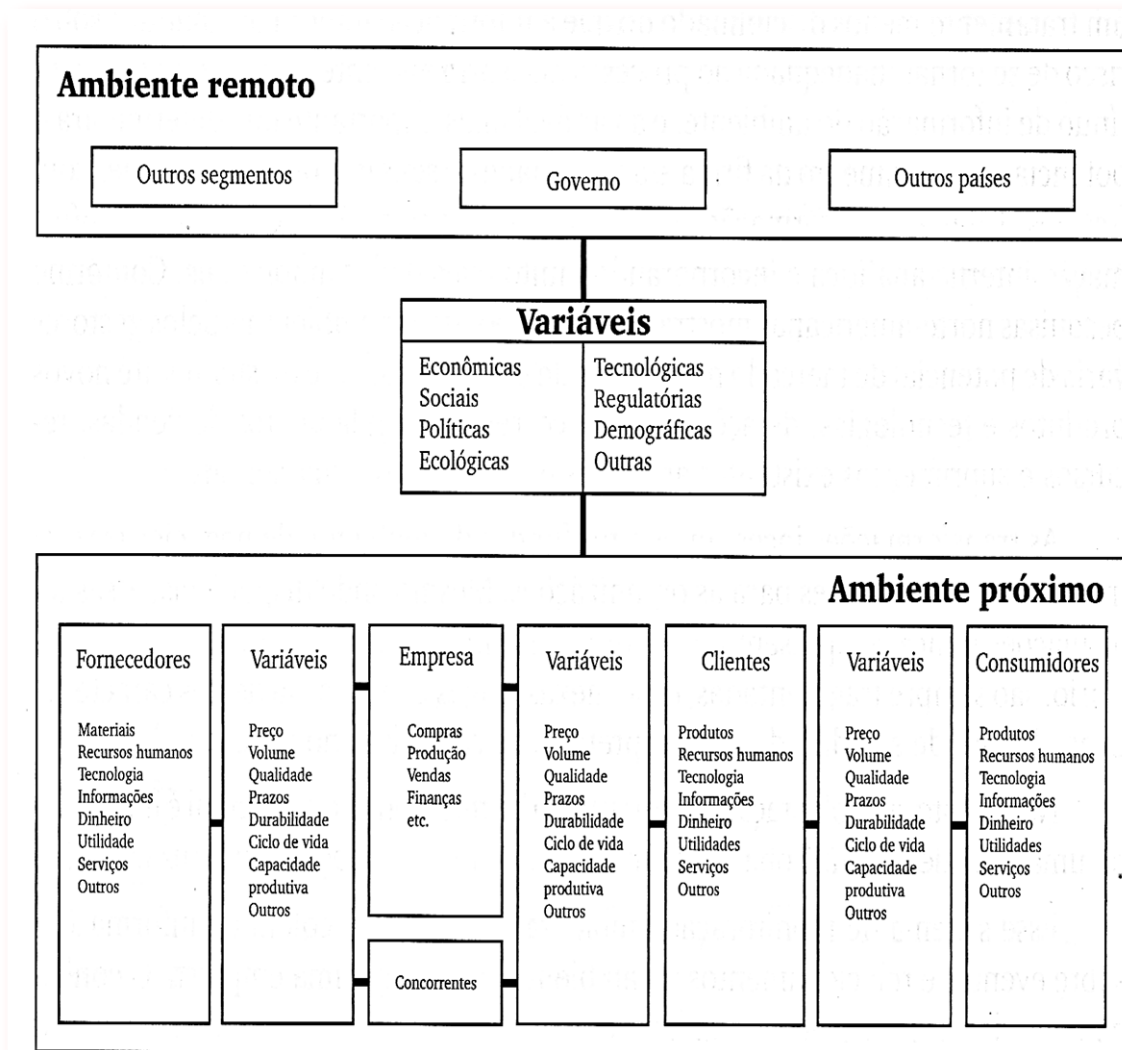 Ambiente remoto
Outros segmentos
Governo
Outros países
Variáveis
Econômicas
Sociais
Políticas
Ecológicas
Tecnológicas
Regulatórias
Demográficas
Outras
Ambiente próximo
Fornecedores
Materiais
Recursos humanos
Tecnologia
Informações
Dinheiro
Utilidade
Serviços
Outros
Variáveis
Preço
Volume
Qualidade
Prazos
Durabilidade
Ciclo de vida
Capacidade
produtiva
Outros
Empresa
Compras
Produção
Vendas
Finanças
etc.
Concorrentes
Variáveis
Preço
Volume
Qualidade
Prazos
Durabilidade
Ciclo de vida
Capacidade
produtiva
Outros
Clientes
Produtos
Recursos humanos
Tecnologia
Informações
Dinheiro
Utilidades
Serviços
Outros
Variáveis
Preço
Volume
Qualidade
Prazos
Durabilidade
Ciclo de vida
Capacidade
produtiva
Outros
Consumidores
Produtos
Recursos humanos
Tecnologia
Informações
Dinheiro
Utilidades
Serviços
Outros